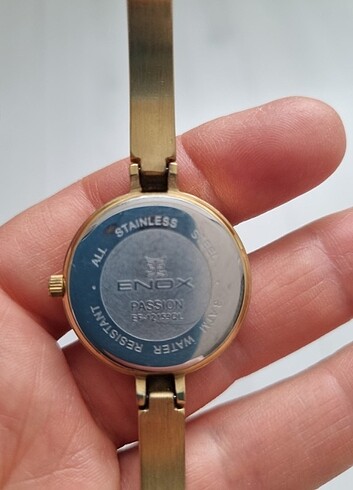 ALL STAINLESS STEEL
WATER RESISTANT
ENOX
PASSION